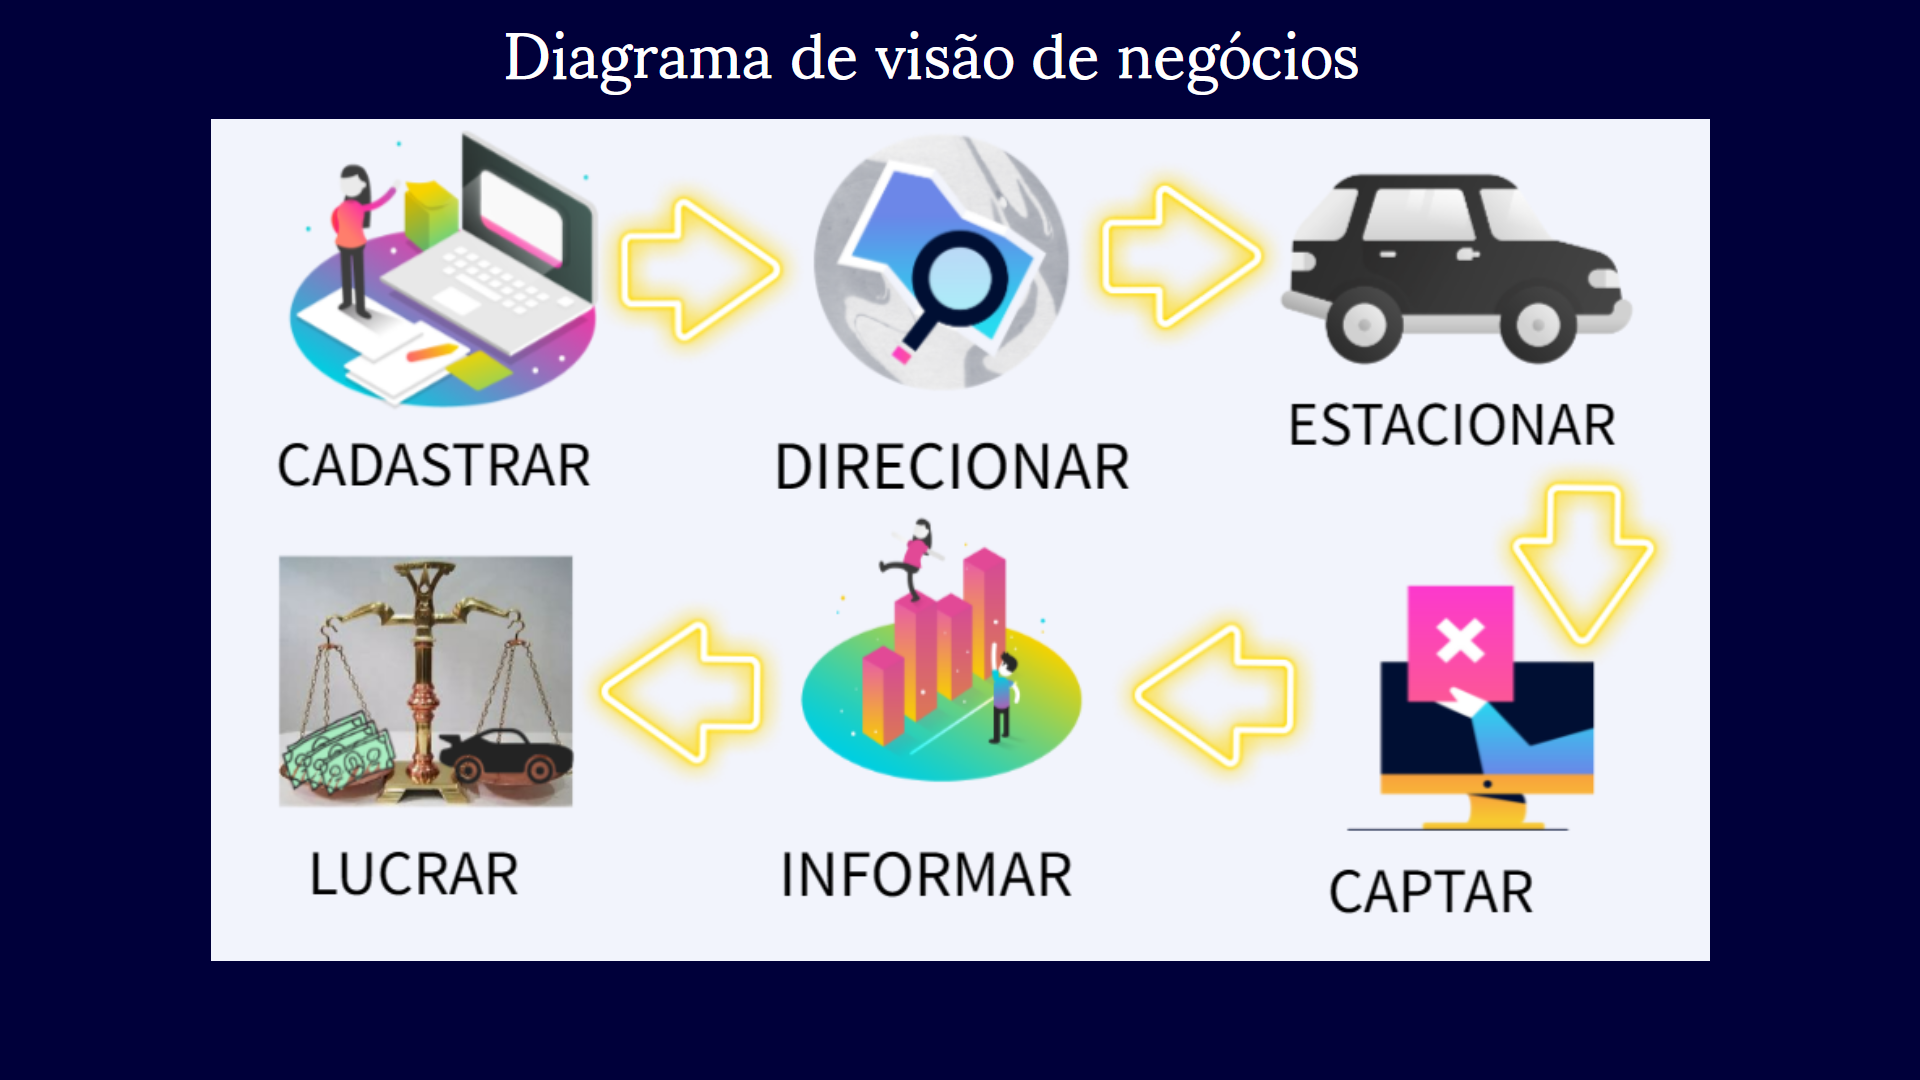 Diagrama de visão de negócios
CADASTRAR
DIRECIONAR
ESTACIONAR
LUCRAR
INFORMAR
CAPTAR